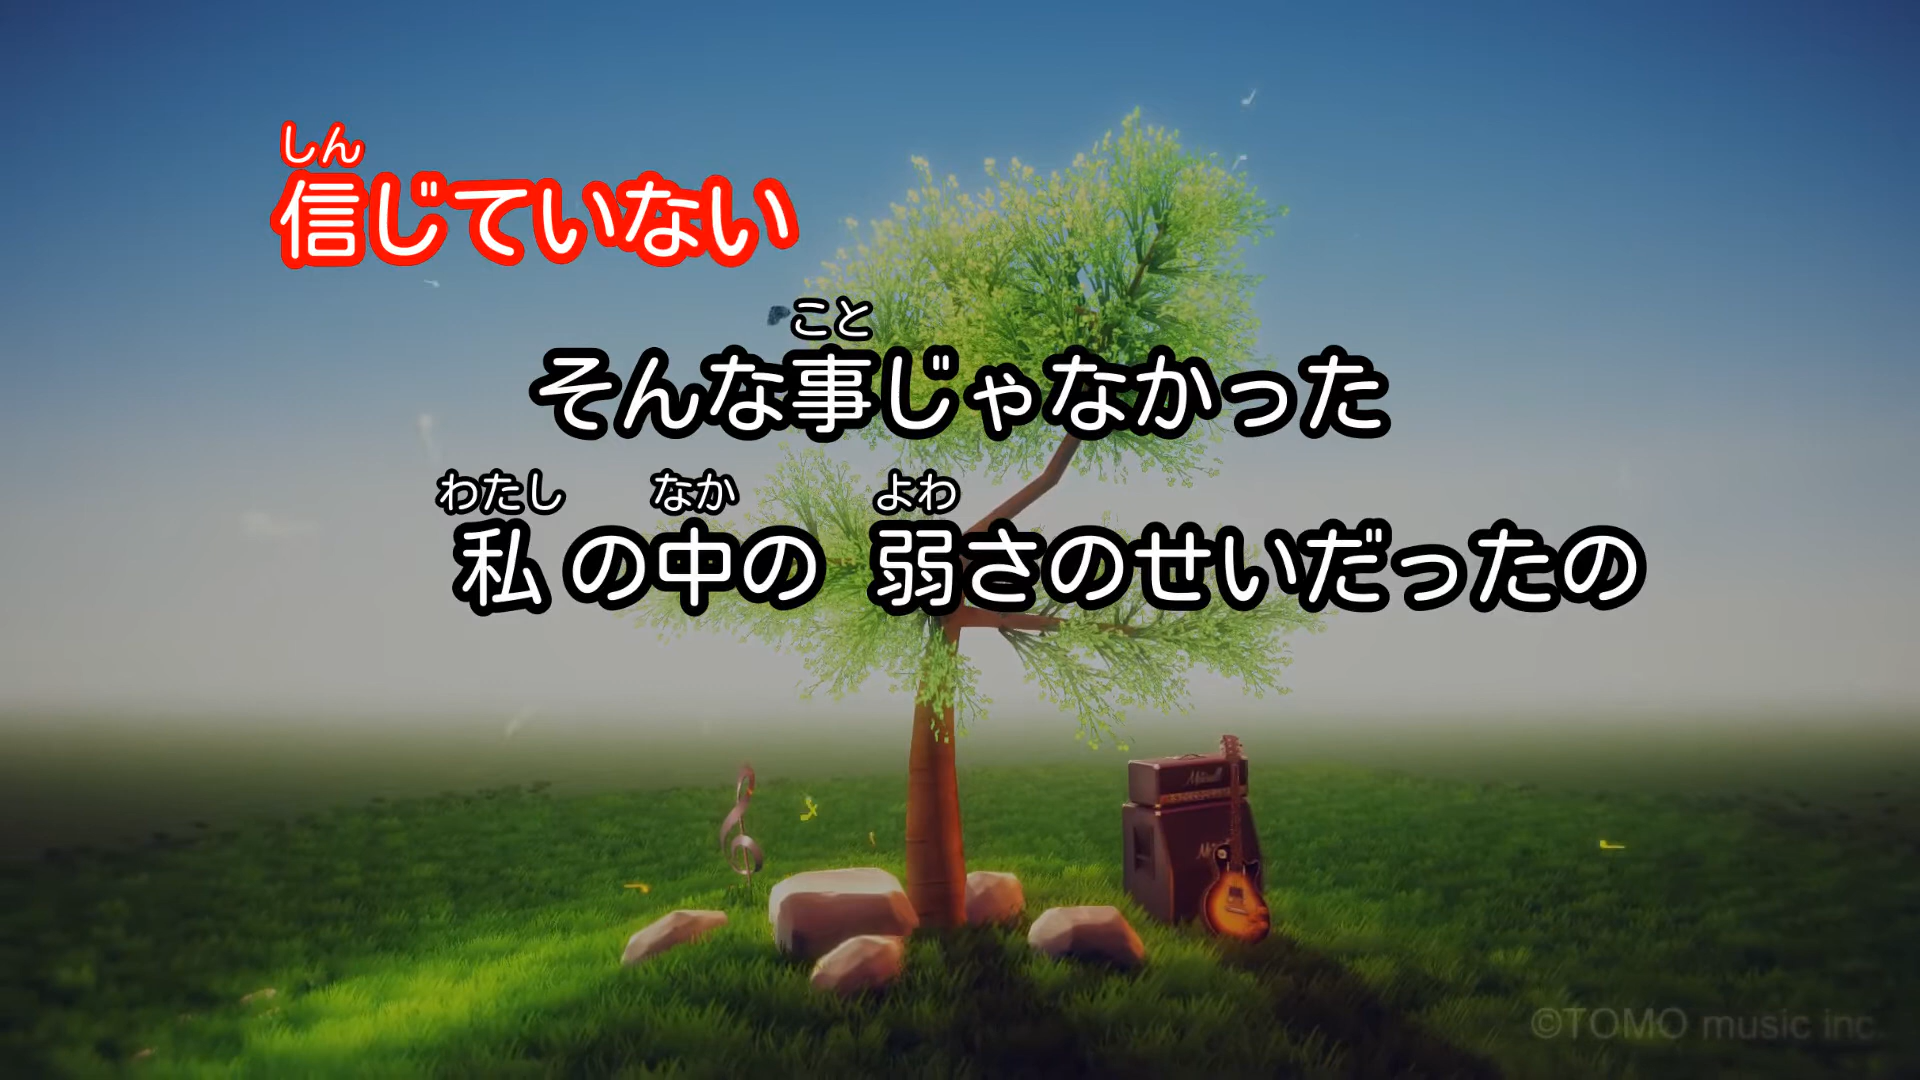 しん
信じていない
こと
そんな事じゃなかった
わたし なか よわ
私の中の 弱さのせいだったの
©TOMO music inc